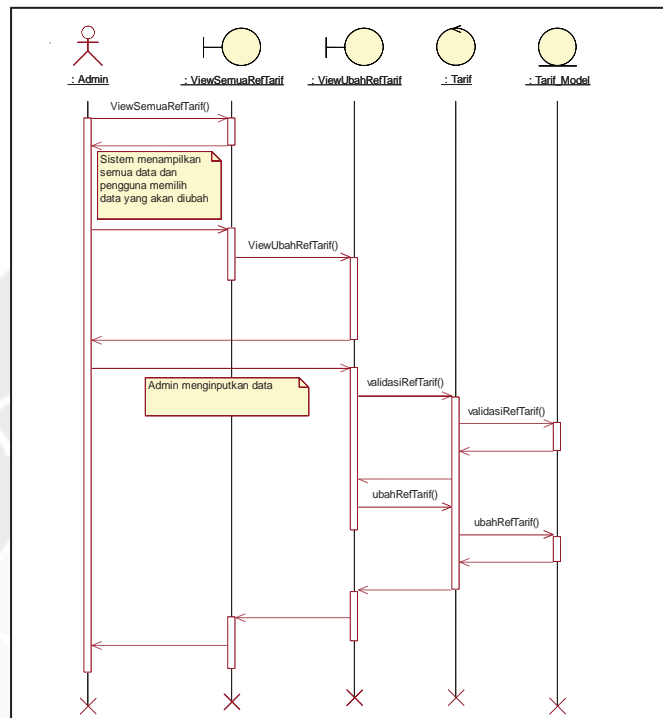 : Admin
: ViewSemuaRefTarif
: ViewUbahRefTarif
: Tarif
: Tarif_Model
ViewSemuaRefTarif()
Sistem menampilkan
semua data dan
pengguna memilih
data yang akan diubah
ViewUbahRefTarif()
Admin menginputkan data
validasiRefTarif()
validasiRefTarif()
ubahRefTarif()
ubahRefTarif()